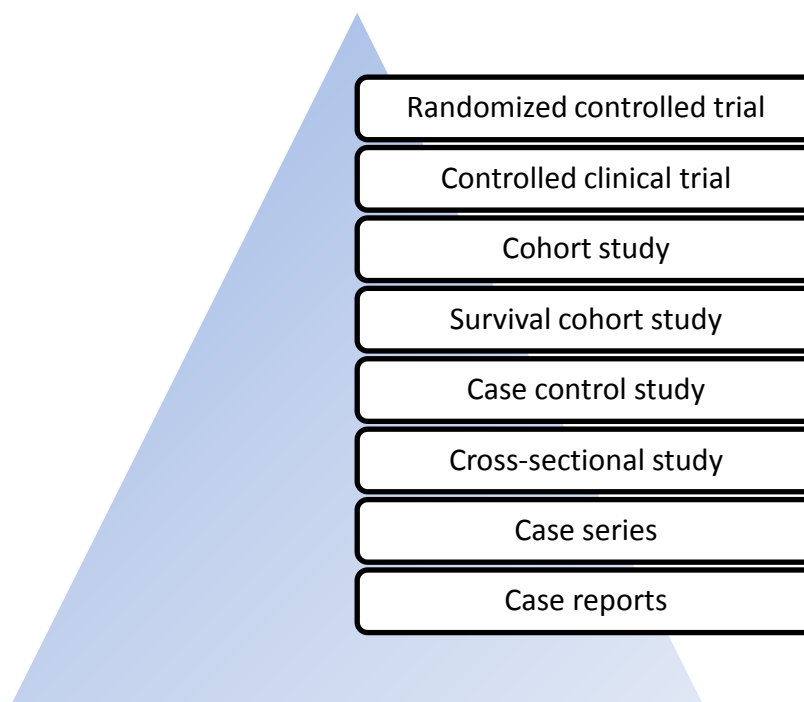 Randomized controlled trial
Controlled clinical trial
Cohort study
Survival cohort study
Case control study
Cross-sectional study
Case series
Case reports